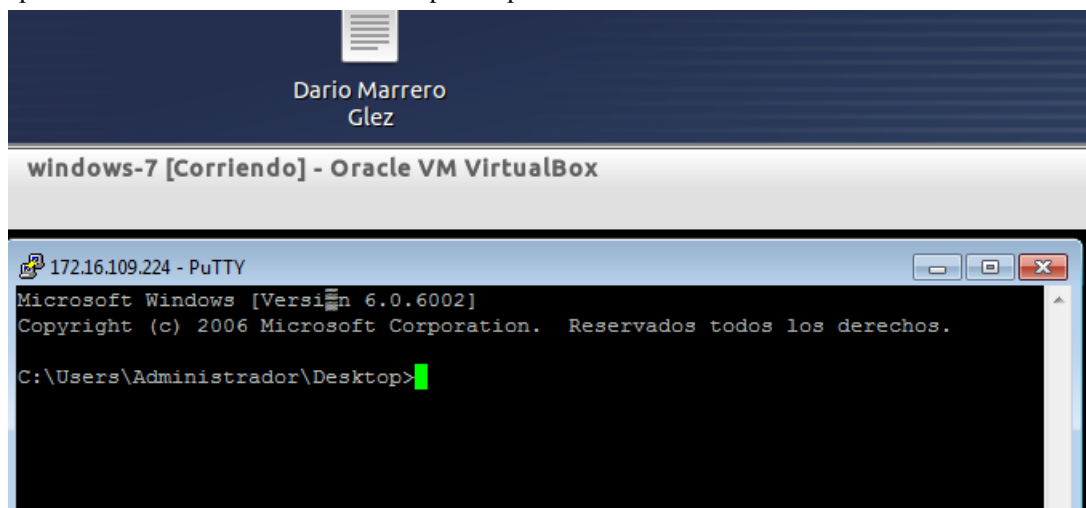 Dario Marrero
Glez
windows-7 [Corriendo] - Oracle VM VirtualBox
172.16.109.224 - PuTTY
Microsoft Windows [Versi▒n 6.0.6002]
Copyright (c) 2006 Microsoft Corporation.  Reservados todos los derechos.
C:\Users\Administrador\Desktop>